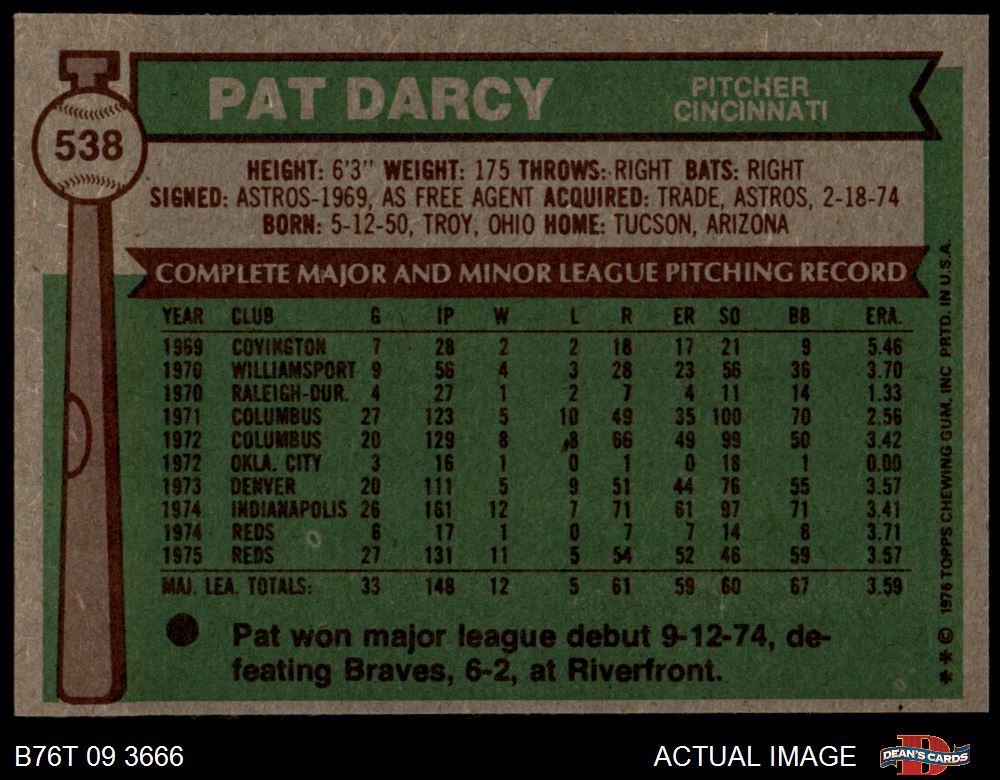 538
PAT DARCY
PITCHER
CINCINNATI
HEIGHT: 6'3" WEIGHT: 175 THROWS: RIGHT BATS: RIGHT
SIGNED: ASTROS-1969, AS FREE AGENT ACQUIRED: TRADE, ASTROS, 2-18-74
BORN: 5-12-50, TROY, OHIO HOME: TUCSON, ARIZONA
COMPLETE MAJOR AND MINOR LEAGUE PITCHING RECORD
YEAR CLUB G IP W L R ER SO BB ERA.
1969 COVINGTON 7 28 2 2 18 17 21 9 5.46
1970 WILLIAMSPORT 9 56 4 3 28 23 56 36 3.70
1970 RALEIGH-DUR. 4 27 1 2 7 4 11 14 1.33
1971 COLUMBUS 27 123 5 10 49 35 100 70 2.56
1972 COLUMBUS 20 129 8 8 66 49 99 50 3.42
1972 OKLA. CITY 3 16 1 0 1 0 18 1 0.00
1973 DENVER 20 111 5 9 51 44 76 55 3.57
1974 INDIANAPOLIS 26 161 12 7 71 61 97 71 3.41
1974 REDS 6 17 1 0 7 7 14 8 3.71
1975 REDS 27 131 11 5 54 52 46 59 3.57
MAJ. LEA. TOTALS: 33 148 12 5 61 59 60 67 3.59
Pat won major league debut 9-12-74, de-
feating Braves, 6-2, at Riverfront.
** © 1976 TOPPS CHEWING GUM, INC PRTD. IN U.S.A.
B76T 09 3666
ACTUAL IMAGE
D
DEAN'S CARDS